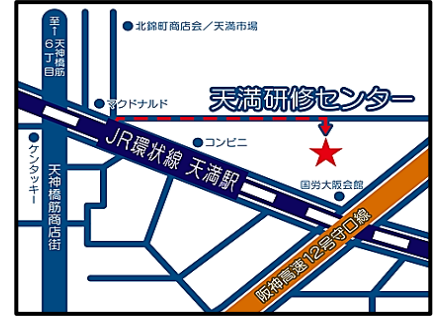 至↑天神橋筋6丁目
北錦町商店会／天満市場
マクドナルド
天満研修センター
コンビニ
JR環状線 天満駅
ケンタッキー
天神橋筋商店街
国労大阪会館
阪神高速12号守口線